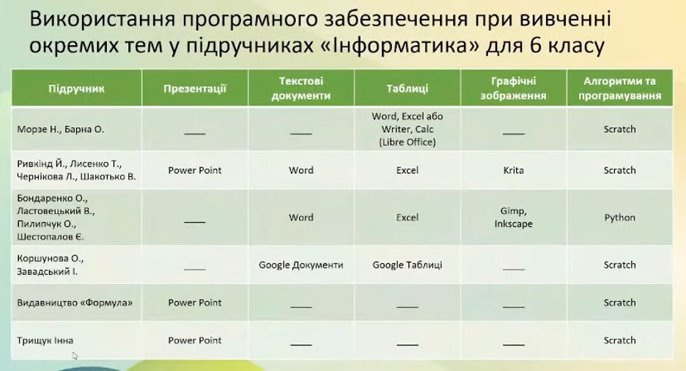 Використання програмного забезпечення при вивченні
окремих тем у підручниках «Інформатика» для 6 класу
Підручник Презентації Текстові документи Таблиці Графічні зображення Алгоритми та програмування
Морзе Н., Барна О. ____ ____ Word, Excel або Writer, Calc (Libre Office) ____ Scratch
Ривкінд Й., Лисенко Т., Чернікова Л., Шакотько В. Power Point Word Excel Krita Scratch
Бондаренко О., Ластовецький В., Пилипчук О., Шестопалов Є. ____ Word Excel Gimp, Inkscape Python
Коршунова О., Завадський І. ____ Google Документи Google Таблиці ____ Scratch
Видавництво «Формула» Power Point ____ ____ ____ Scratch
Трищук Інна Power Point ____ ____ ____ Scratch